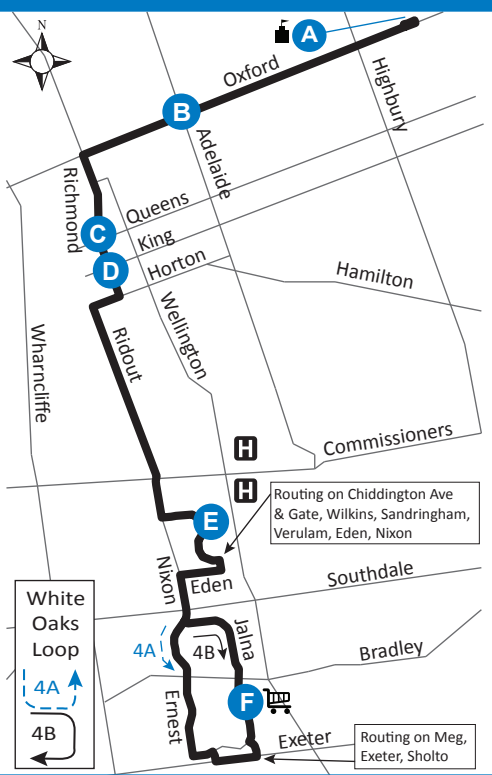 N
A
Oxford
Highbury
B
Adelaide
Richmond
Queens
C
King
D
Horton
Hamilton
Wellington
Ridout
Wharncliffe
H
Commissioners
H
Routing on Chiddington Ave
& Gate, Wilkins, Sandringham,
Verulam, Eden, Nixon
E
Nixon
Eden
Southdale
White
Oaks
Loop
4A
4B
4A
4B
Jalna
Bradley
Ernest
F
Exeter
Routing on Meg,
Exeter, Sholto